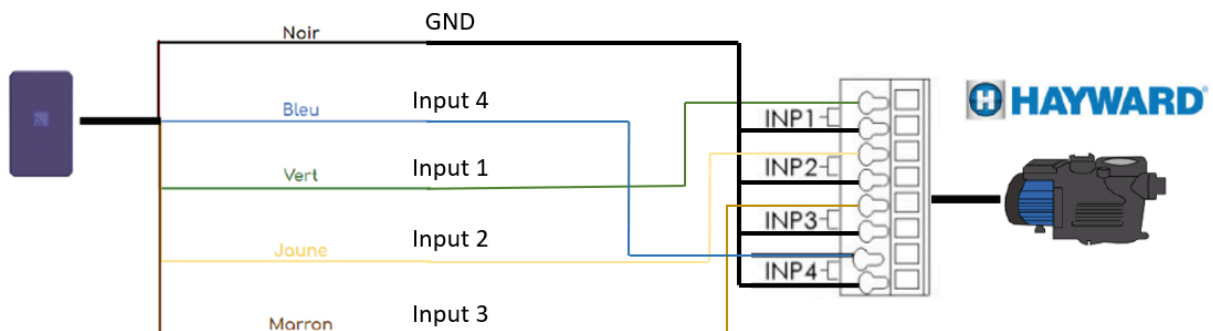 Noir GND
Bleu Input 4
Vert Input 1
Jaune Input 2
Marron Input 3
INP1
INP2
INP3
INP4
H HAYWARD®